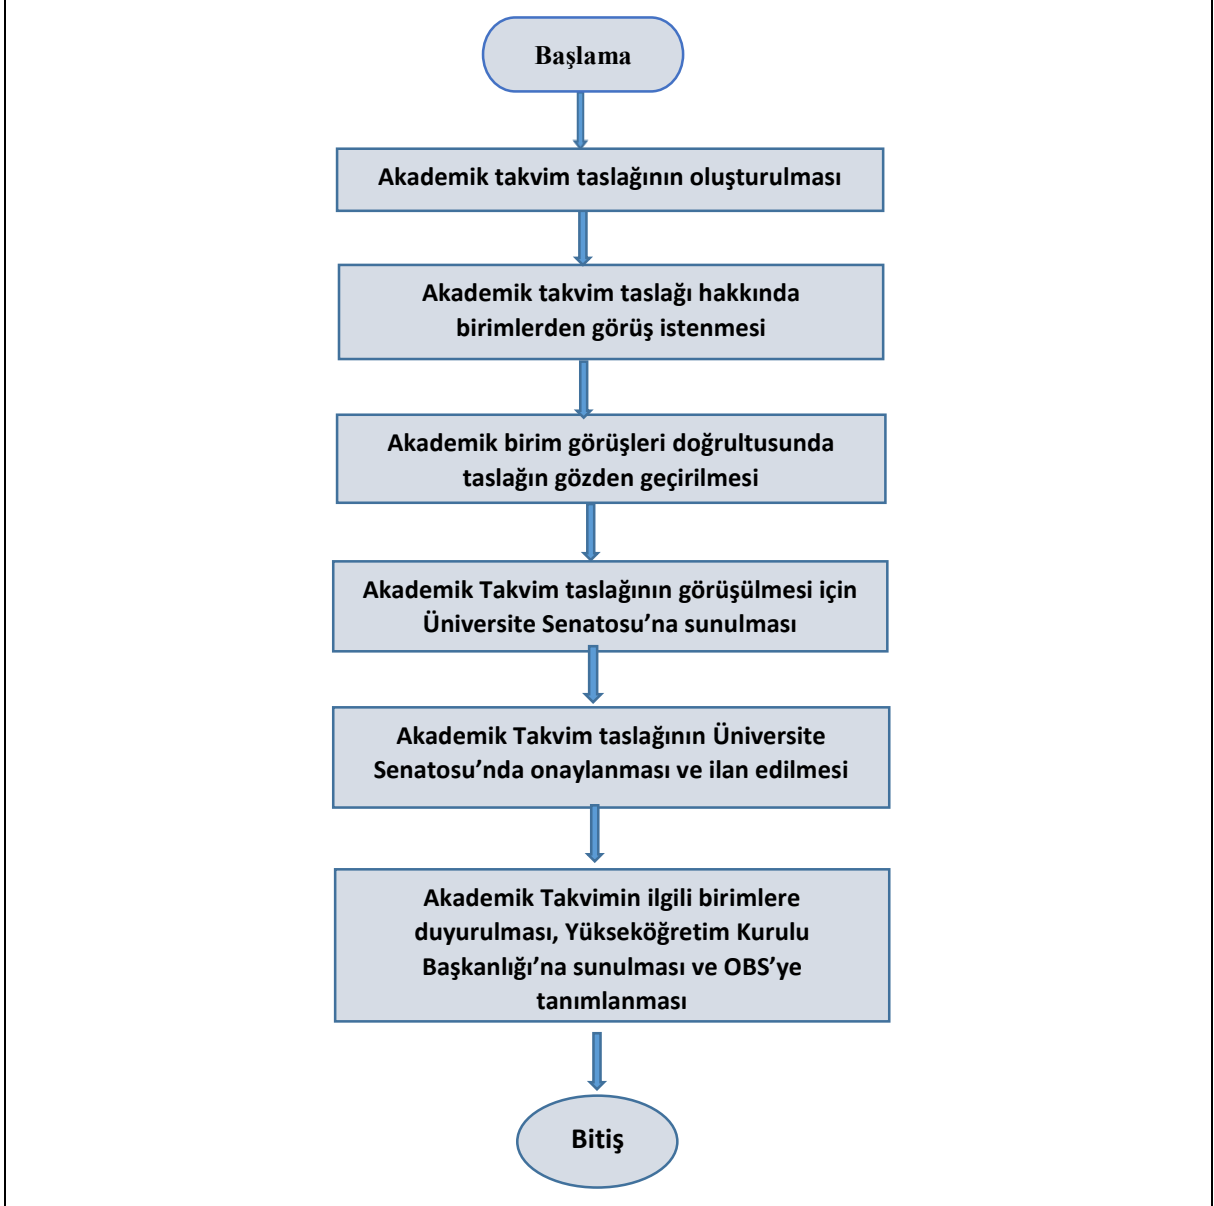 Başlama
Akademik takvim taslağının oluşturulması
Akademik takvim taslağı hakkında
birimlerden görüş istenmesi
Akademik birim görüşleri doğrultusunda
taslağın gözden geçirilmesi
Akademik Takvim taslağının görüşülmesi için
Üniversite Senatosu’na sunulması
Akademik Takvim taslağının Üniversite
Senatosu’nda onaylanması ve ilan edilmesi
Akademik Takvimin ilgili birimlere
duyurulması, Yükseköğretim Kurulu
Başkanlığı’na sunulması ve OBS’ye
tanımlanması
Bitiş